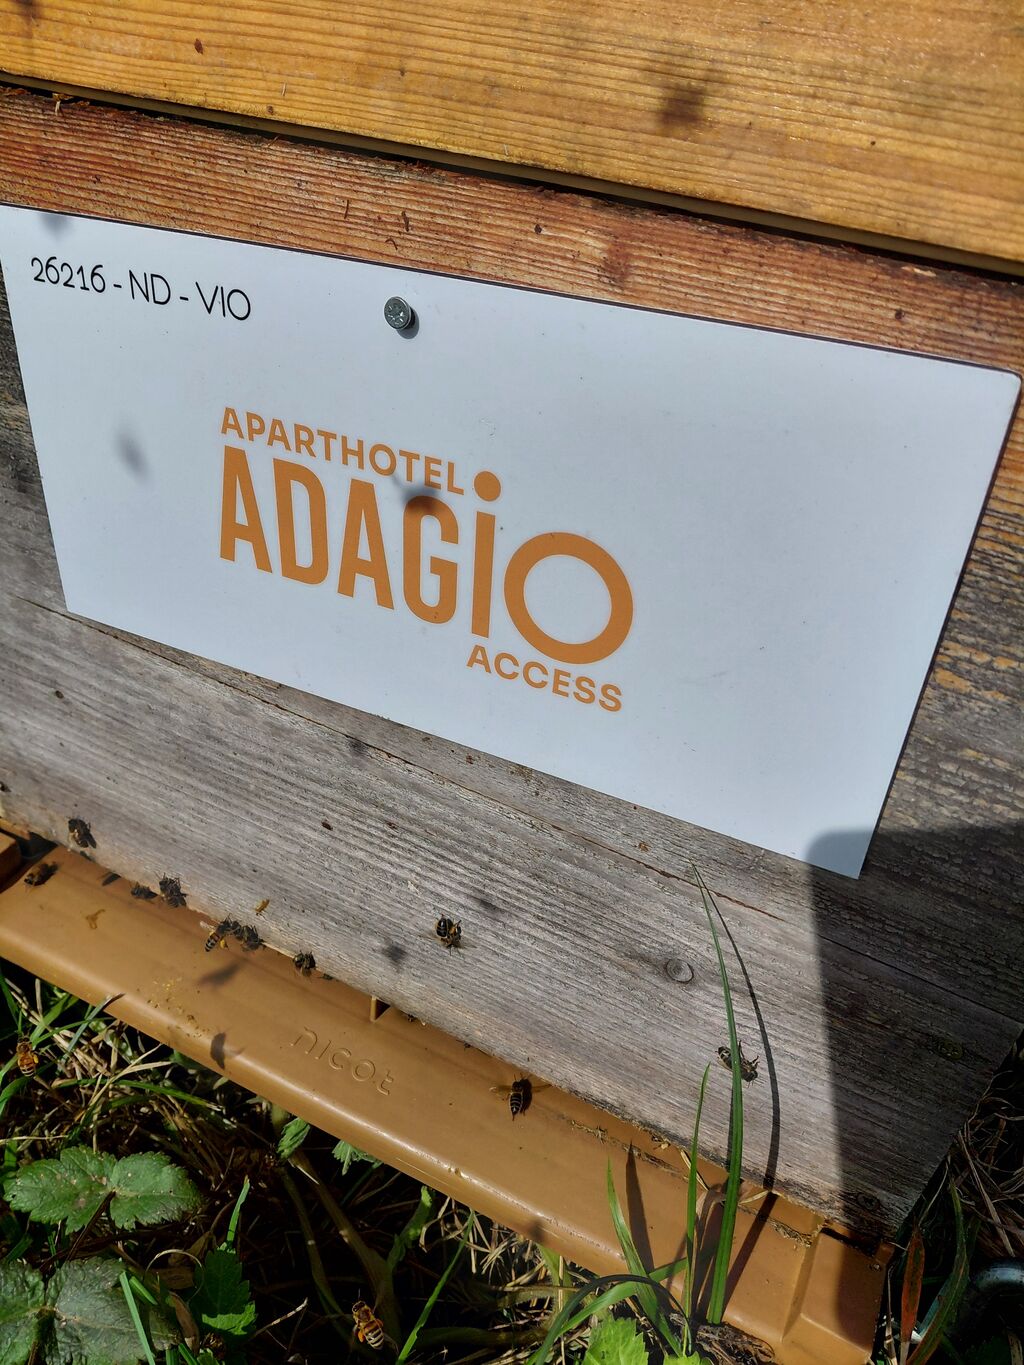 26216 - ND - VIO
APARTHOTEL
ADAGIO
ACCESS
nicot